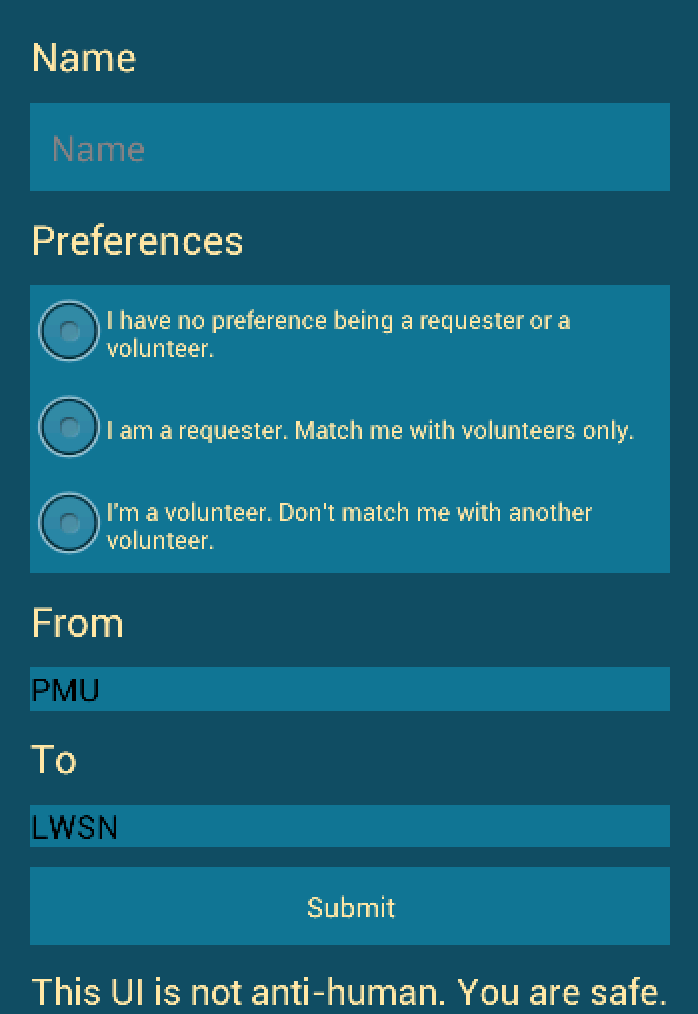 Name
Name
Preferences
I have no preference being a requester or a
volunteer.
I am a requester. Match me with volunteers only.
I'm a volunteer. Don't match me with another
volunteer.
From
PMU
To
LWSN
Submit
This UI is not anti-human. You are safe.